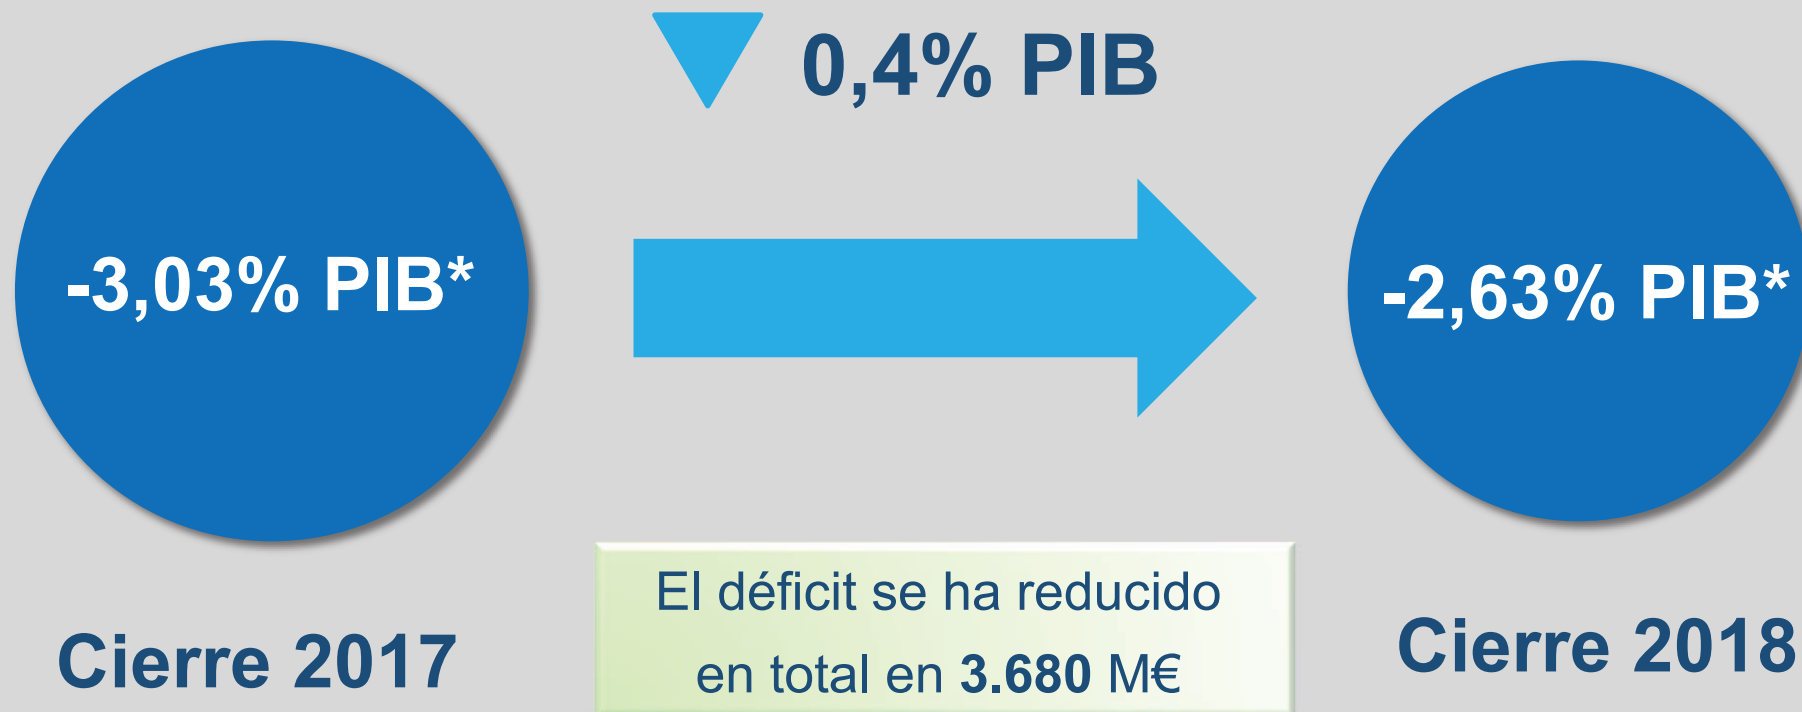 0,4% PIB
-3,03% PIB*
-2,63% PIB*
El déficit se ha reducido
en total en 3.680 M€
Cierre 2017
Cierre 2018